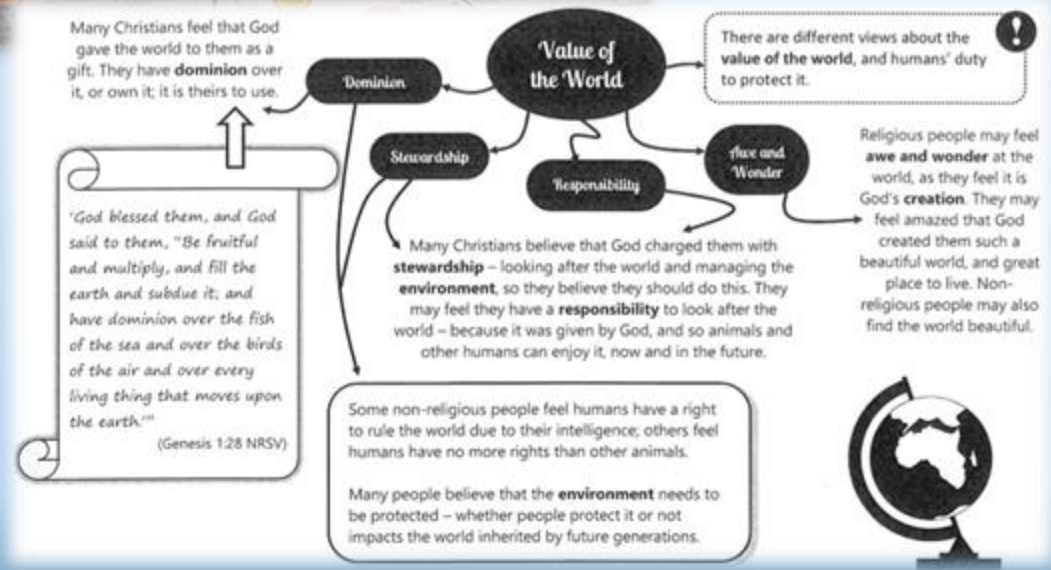 Many Christians feel that God
gave the world to them as a
gift. They have dominion over
it, or own it; it is theirs to use.
Dominion
Value of
the World
There are different views about the
value of the world, and humans' duty
to protect it.
!
Stewardship
Responsibility
Awe and
Wonder
Religious people may feel
awe and wonder at the
world, as they feel it is
God's creation. They may
feel amazed that God
created them such a
beautiful world, and great
place to live. Non-
religious people may also
find the world beautiful.
'God blessed them, and God
said to them, "Be fruitful
and multiply, and fill the
earth and subdue it; and
have dominion over the fish
of the sea and over the birds
of the air and over every
living thing that moves upon
the earth."'
(Genesis 1:28 NRSV)
Many Christians believe that God charged them with
stewardship – looking after the world and managing the
environment, so they believe they should do this. They
may feel they have a responsibility to look after the
world – because it was given by God, and so animals and
other humans can enjoy it, now and in the future.
Some non-religious people feel humans have a right
to rule the world due to their intelligence; others feel
humans have no more rights than other animals.
Many people believe that the environment needs to
be protected – whether people protect it or not
impacts the world inherited by future generations.